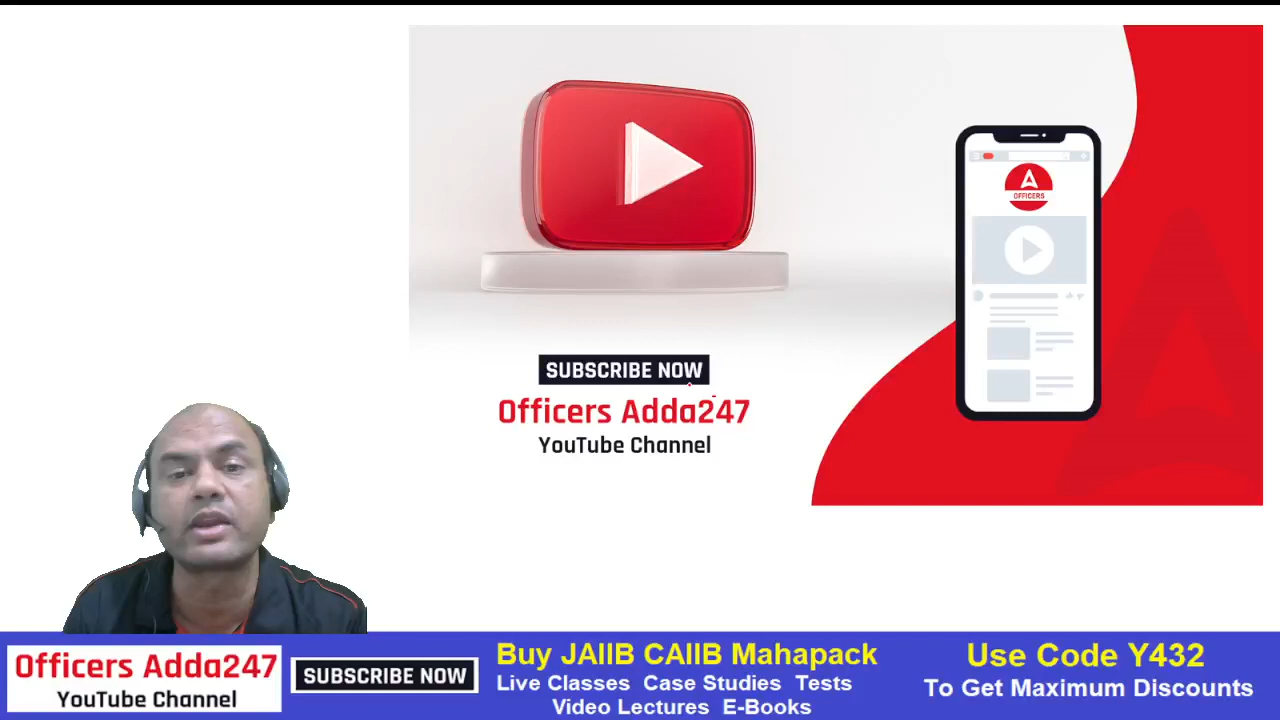 OFFICERS
SUBSCRIBE NOW
Officers Adda247
YouTube Channel
Officers Adda247
YouTube Channel
SUBSCRIBE NOW
Buy JAIIB CAIIB Mahapack
Live Classes Case Studies Tests
Video Lectures E-Books
Use Code Y432
To Get Maximum Discounts